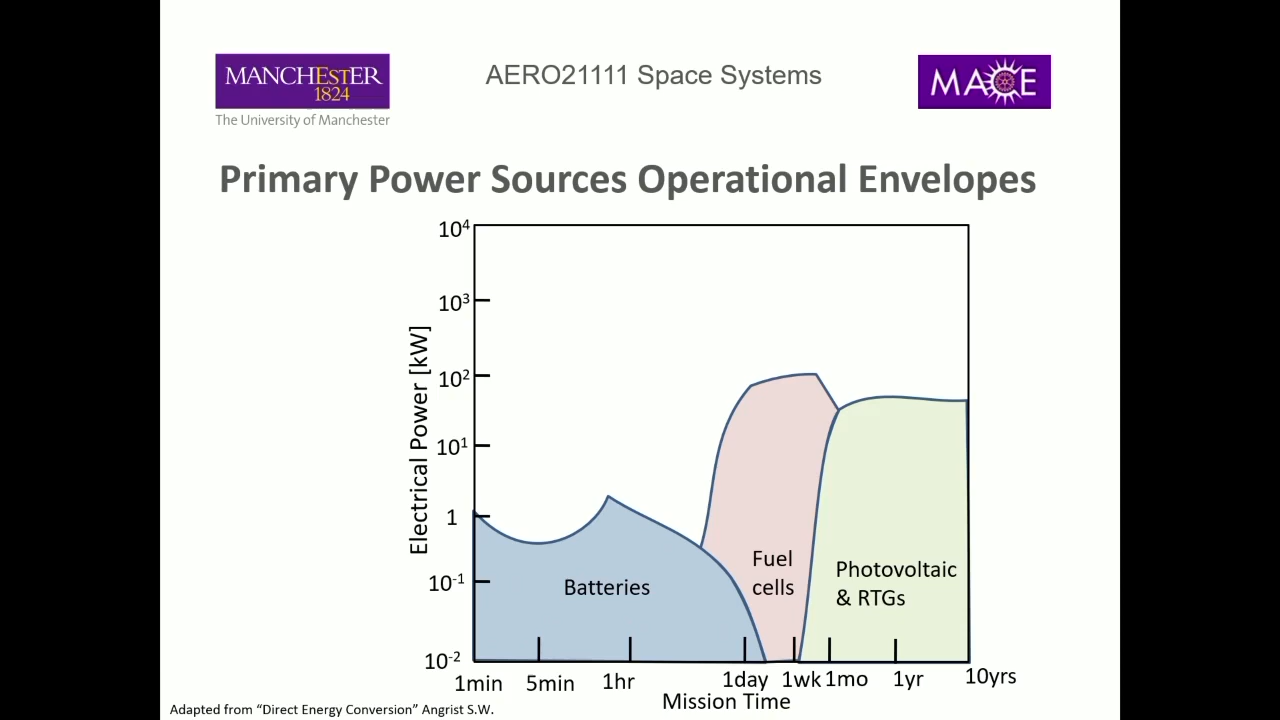 MANCHEstER
1824
The University of Manchester
AERO21111 Space Systems
MACE
Primary Power Sources Operational Envelopes
10⁴
10³
10²
10¹
1
10⁻¹
10⁻²
Electrical Power [kW]
Batteries
Fuel
cells
Photovoltaic
& RTGs
1min 5min 1hr 1day 1wk 1mo 1yr 10yrs
Mission Time
Adapted from “Direct Energy Conversion” Angrist S.W.